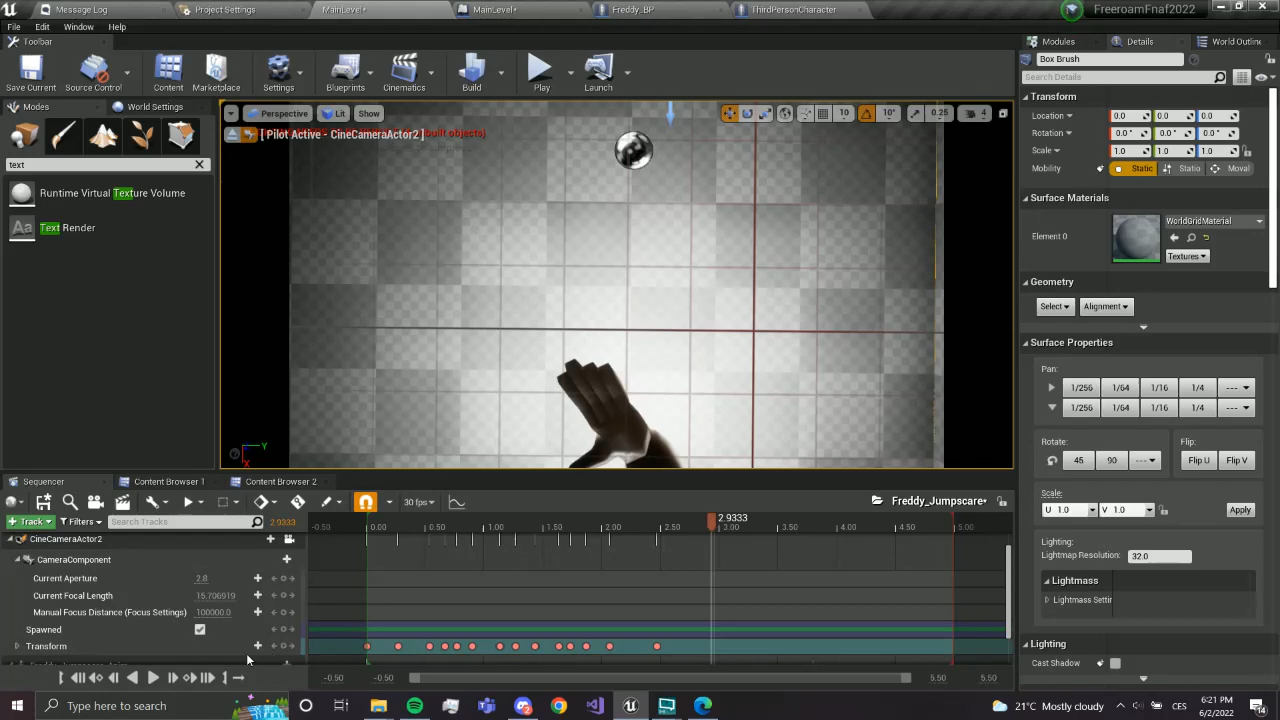 Message Log
Project Settings
MainLevel*
MainLevel*
Freddy_BP
ThirdPersonCharacter
FreeroamFnaf2022
File Edit Window Help
Toolbar
Modules
Details
World Outline
Save Current
Source Control
Content
Marketplace
Settings
Blueprints
Cinematics
Build
Play
Launch
Box Brush
Search Details
Modes
World Settings
text
Runtime Virtual Texture Volume
Text Render
Perspective
Lit
Show
10
10°
0.25
4
[ Pilot Active - CineCameraActor2 ]
built objects)
Transform
Location 0.0 0.0 0.0
Rotation 0.0 ° 0.0 ° 0.0 °
Scale 1.0 1.0 1.0
Mobility Static Statio Moval
Surface Materials
Element 0
WorldGridMaterial
Textures
Geometry
Select
Alignment
Surface Properties
Pan:
1/256 1/64 1/16 1/4 ---
1/256 1/64 1/16 1/4 ---
Rotate:
Flip:
45 90 ---
Flip U Flip V
Scale:
U 1.0 V 1.0 Apply
Lighting:
Lightmap Resolution: 32.0
Lightmass
Lightmass Settin
Lighting
Cast Shadow
Y
X
Sequencer
Content Browser 1
Content Browser 2
30 fps
Freddy_Jumpscare*
Track
Filters
Search Tracks
2.9333
-0.50 0.00 0.50 1.00 1.50 2.00 2.50 2.9333 3.00 3.50 4.00 4.50 5.00
CineCameraActor2
CameraComponent
Current Aperture 2.8
Current Focal Length 15.706919
Manual Focus Distance (Focus Settings) 100000.0
Spawned
Transform
-0.50 -0.50 5.50 5.50
Type here to search
21°C Mostly cloudy
CES
6:21 PM
6/2/2022